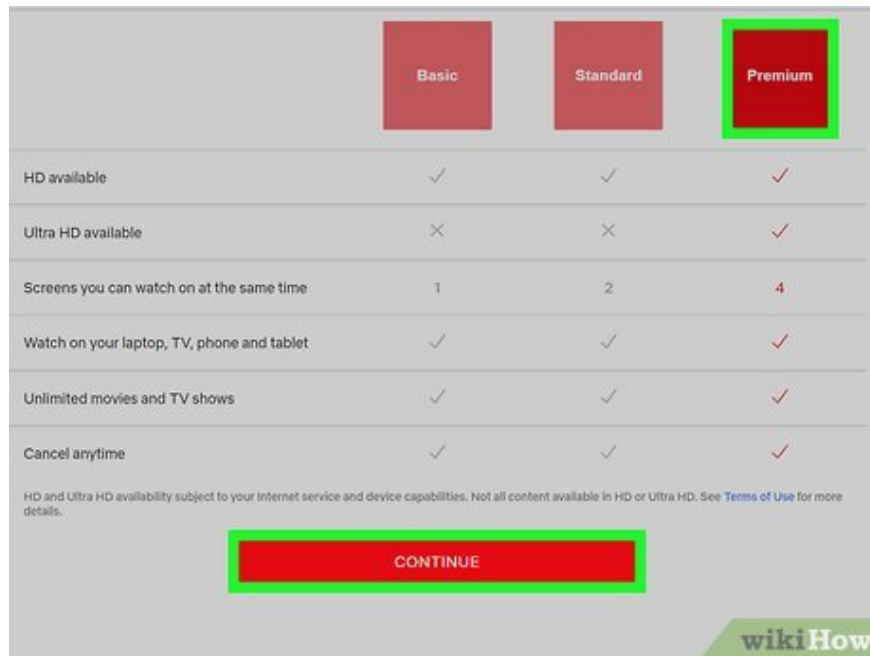 Basic Standard Premium
HD available
Ultra HD available
Screens you can watch on at the same time 1 2 4
Watch on your laptop, TV, phone and tablet
Unlimited movies and TV shows
Cancel anytime
HD and Ultra HD availability subject to your Internet service and device capabilities. Not all content available in HD or Ultra HD. See Terms of Use for more
details.
CONTINUE
wikiHow